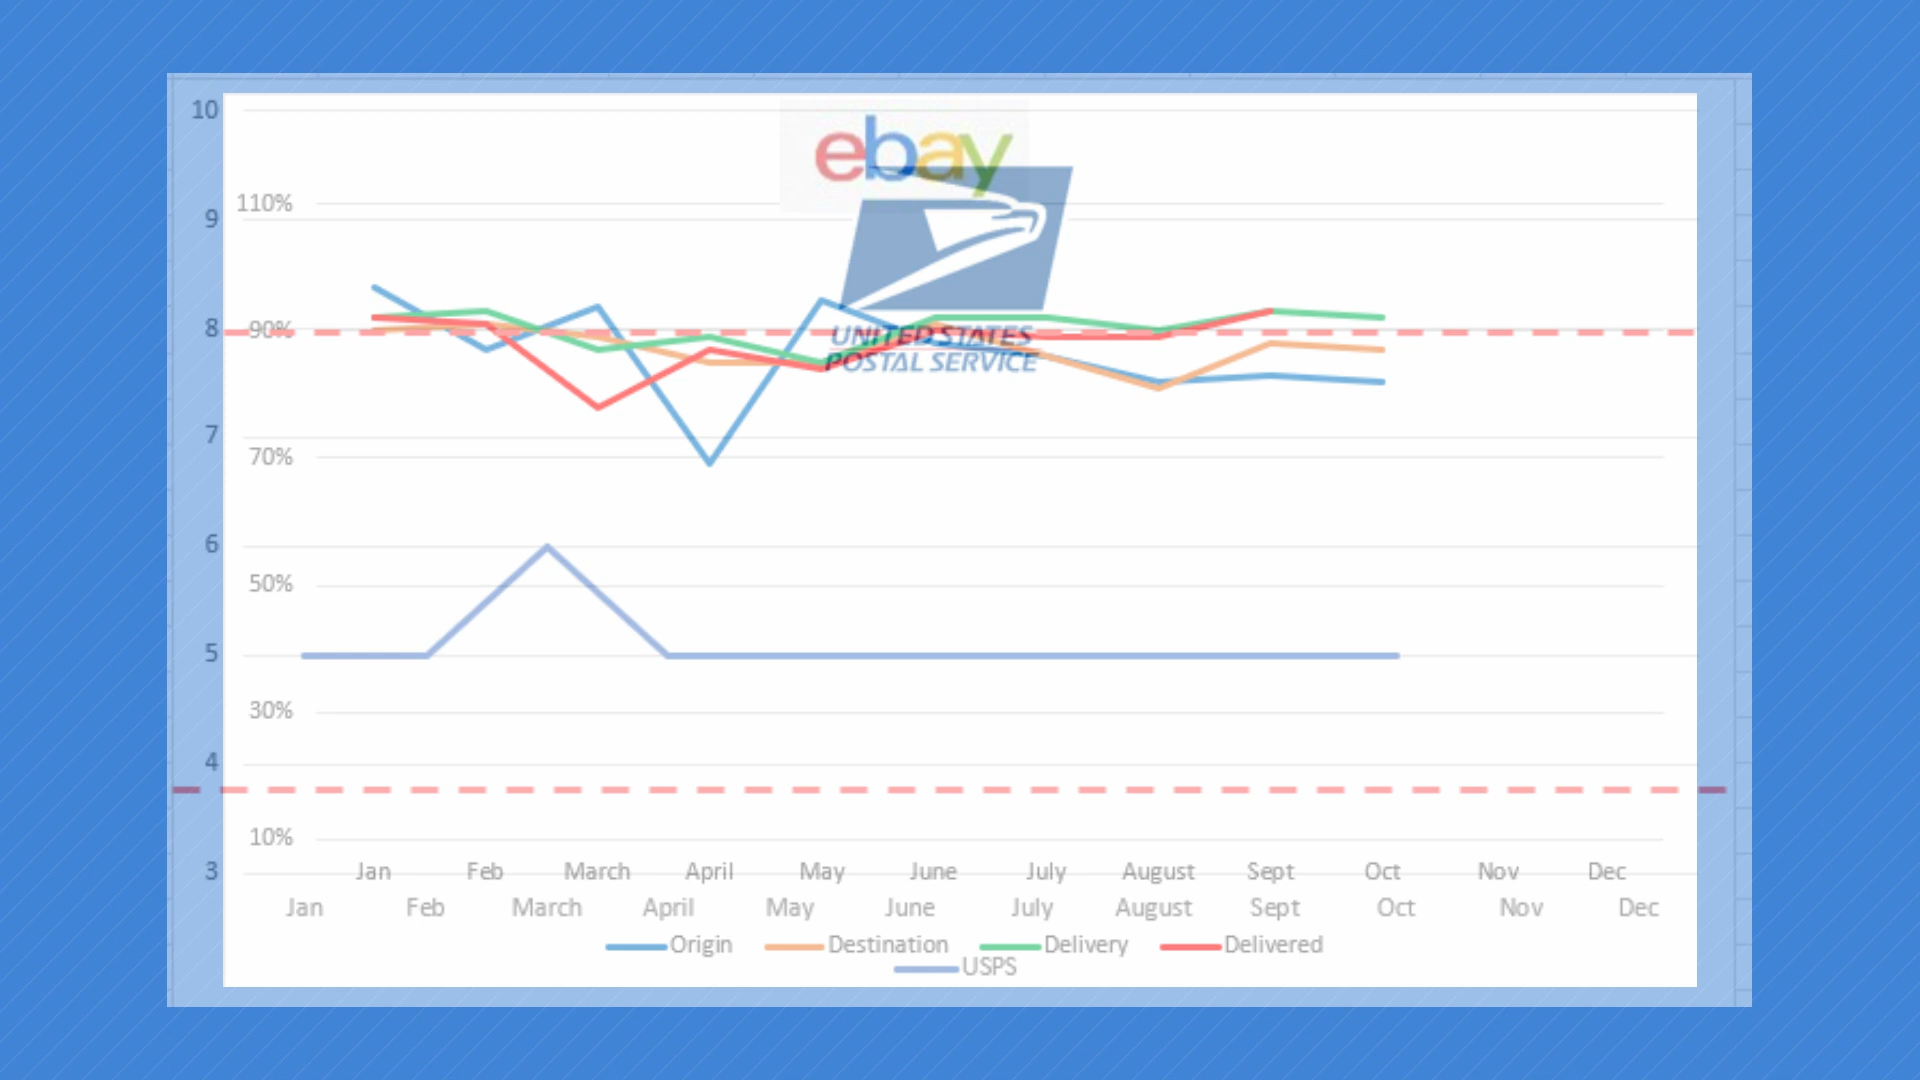 10
ebay
110%
9
8
90%
UNITED STATES
POSTAL SERVICE
7
70%
6
50%
5
30%
4
10%
3
Jan Feb March April May June July August Sept Oct Nov Dec
Jan Feb March April May June July August Sept Oct Nov Dec
Origin Destination Delivery Delivered
USPS